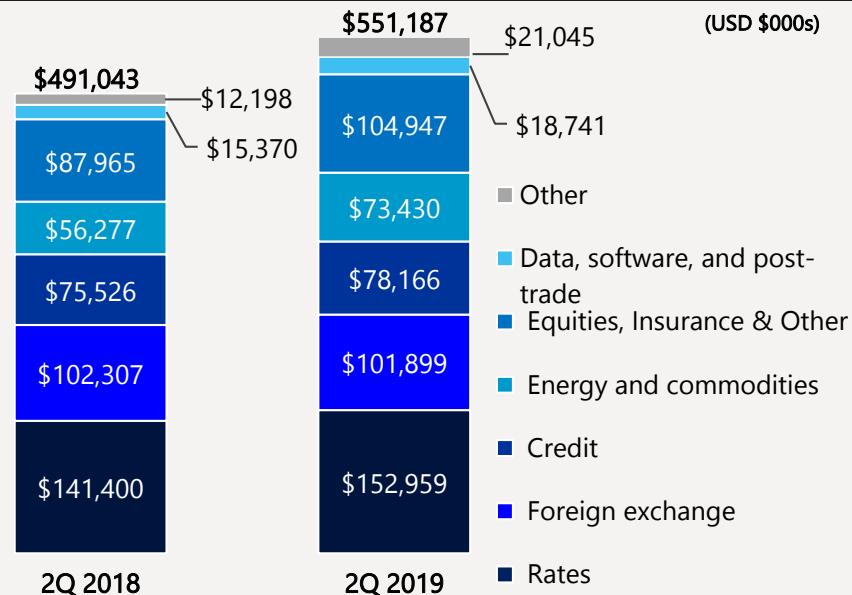 $551,187
(USD $000s)
$21,045
$491,043
$12,198
$18,741
$15,370
$104,947
$87,965
Other
$73,430
$56,277
Data, software, and post-
trade
$78,166
$75,526
Equities, Insurance & Other
$101,899
$102,307
Energy and commodities
Credit
$152,959
$141,400
Foreign exchange
Rates
2Q 2018
2Q 2019